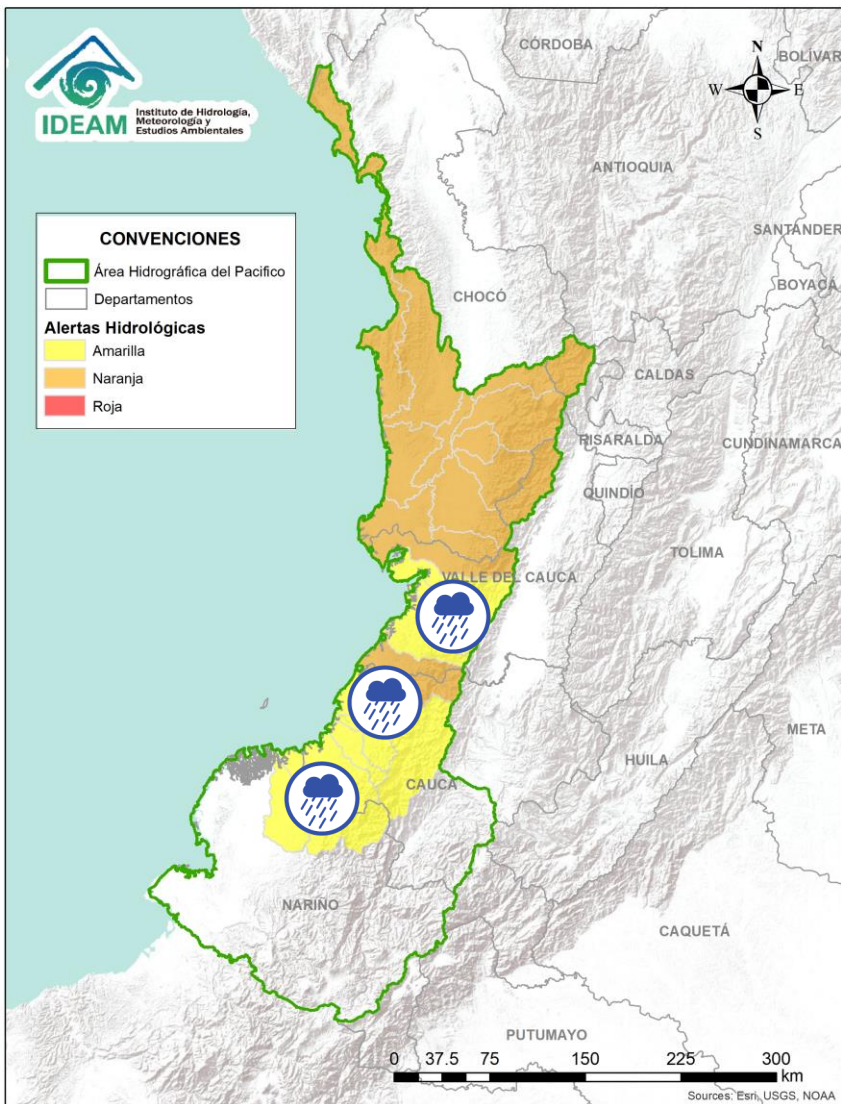 IDEAM
Instituto de Hidrología,
Meteorología y
Estudios Ambientales
CÓRDOBA
BOLÍVAR
N
W
E
S
ANTIOQUIA
SANTANDER
CONVENCIONES
Área Hidrográfica del Pacifico
Departamentos
Alertas Hidrológicas
Amarilla
Naranja
Roja
BOYACÁ
CHOCÓ
CALDAS
RISARALDA
CUNDINAMARCA
QUINDÍO
TOLIMA
VALLE DEL CAUCA
META
HUILA
CAUCA
NARIÑO
CAQUETÁ
PUTUMAYO
0 37.5 75 150 225 300
km
Sources: Esri, USGS, NOAA